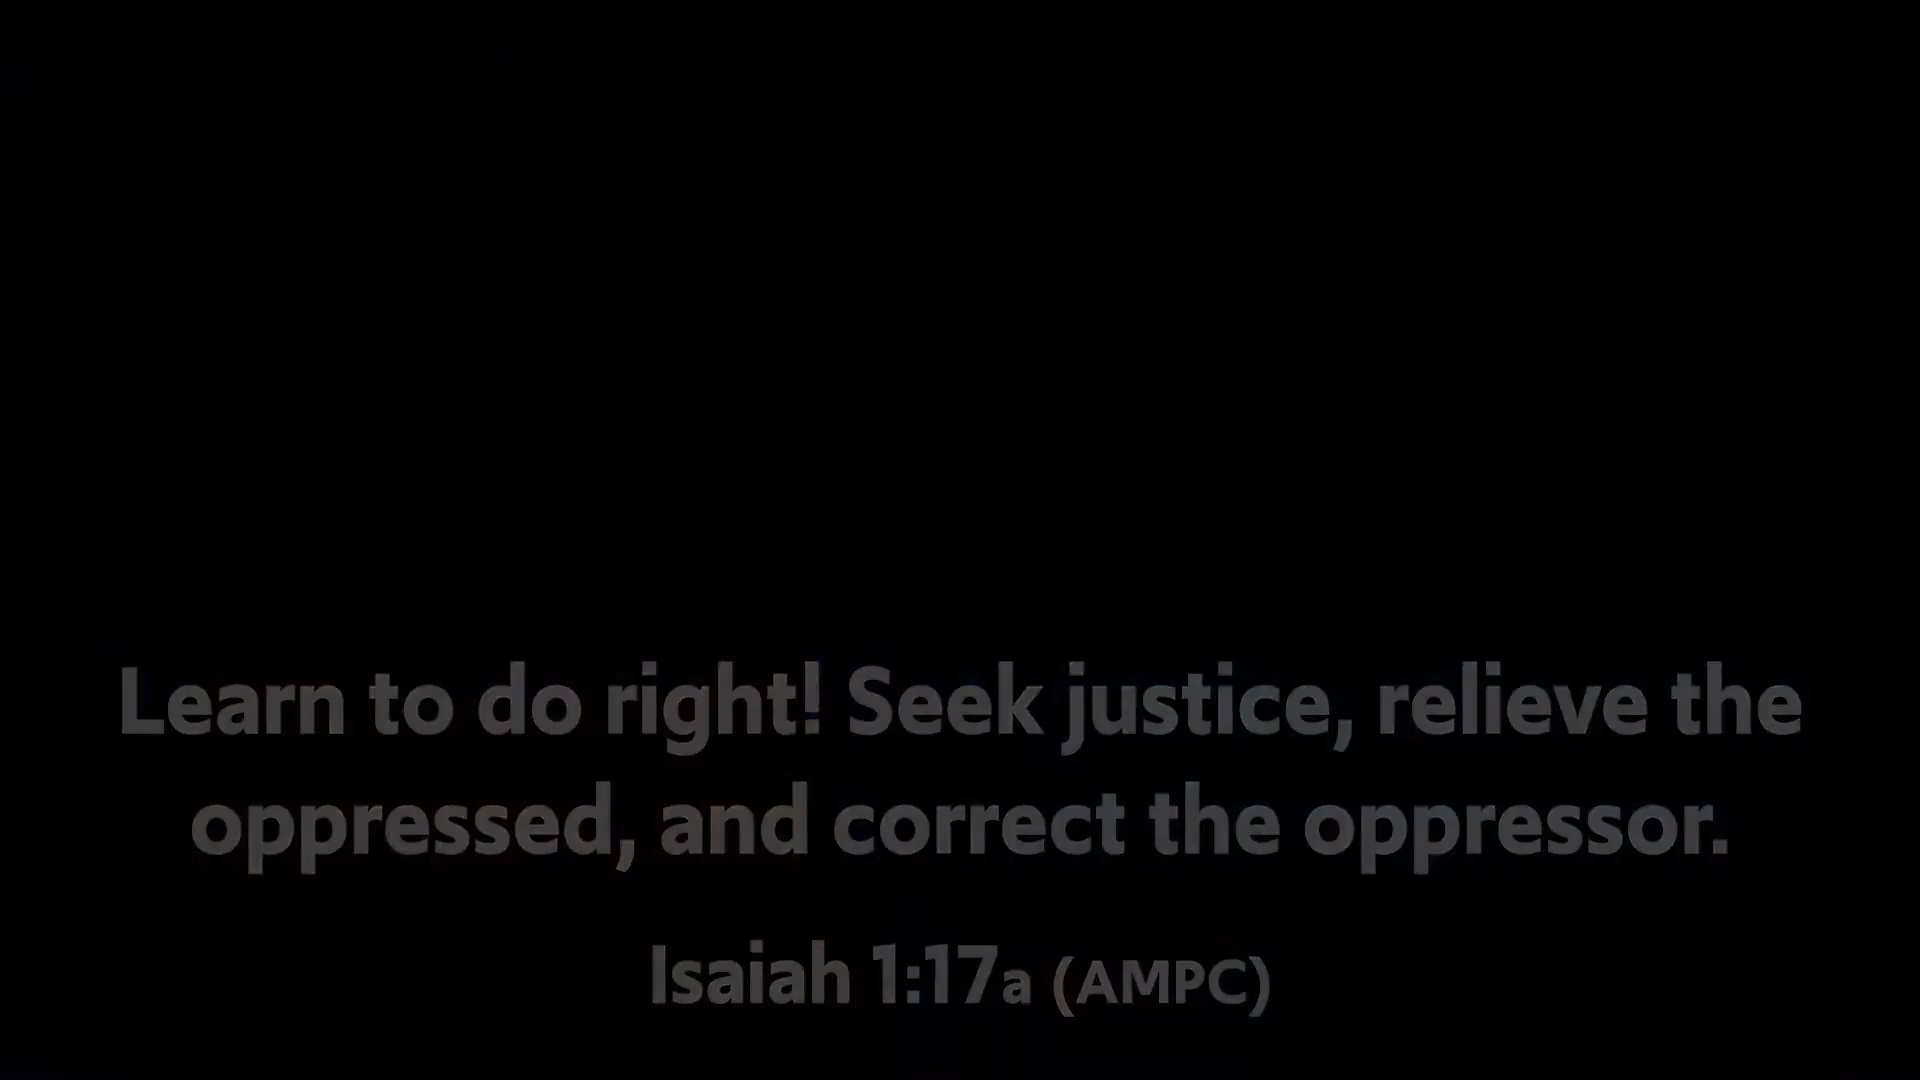 Learn to do right! Seek justice, relieve the
oppressed, and correct the oppressor.
Isaiah 1:17a (AMPC)